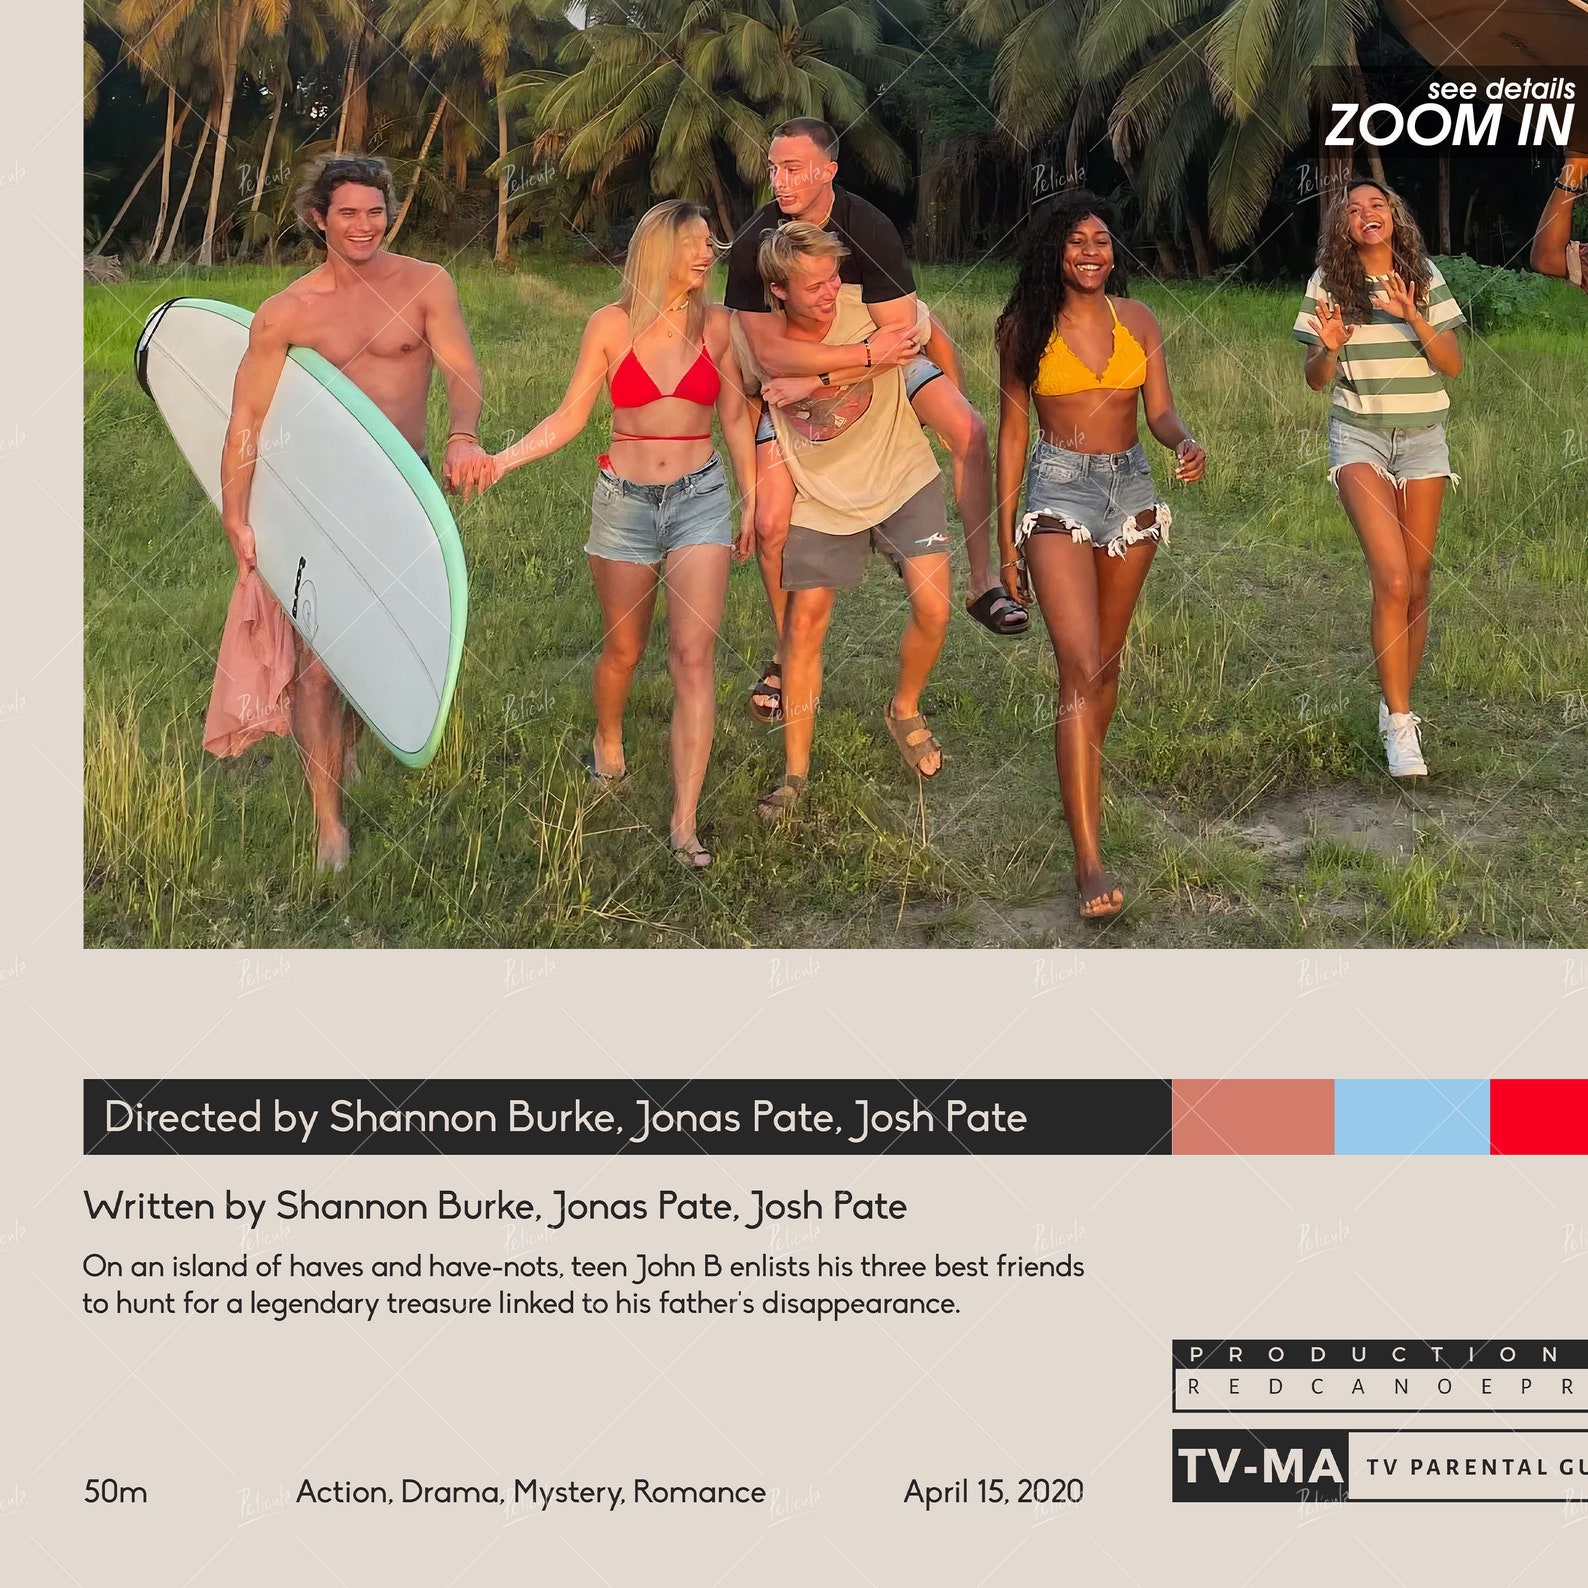 see details
ZOOM IN
Directed by Shannon Burke, Jonas Pate, Josh Pate
Written by Shannon Burke, Jonas Pate, Josh Pate
On an island of haves and have-nots, teen John B enlists his three best friends
to hunt for a legendary treasure linked to his father's disappearance.
PRODUCTION
REDCANOEPR
TV-MA TV PARENTAL GU
50m Action, Drama, Mystery, Romance April 15, 2020
Pelicula